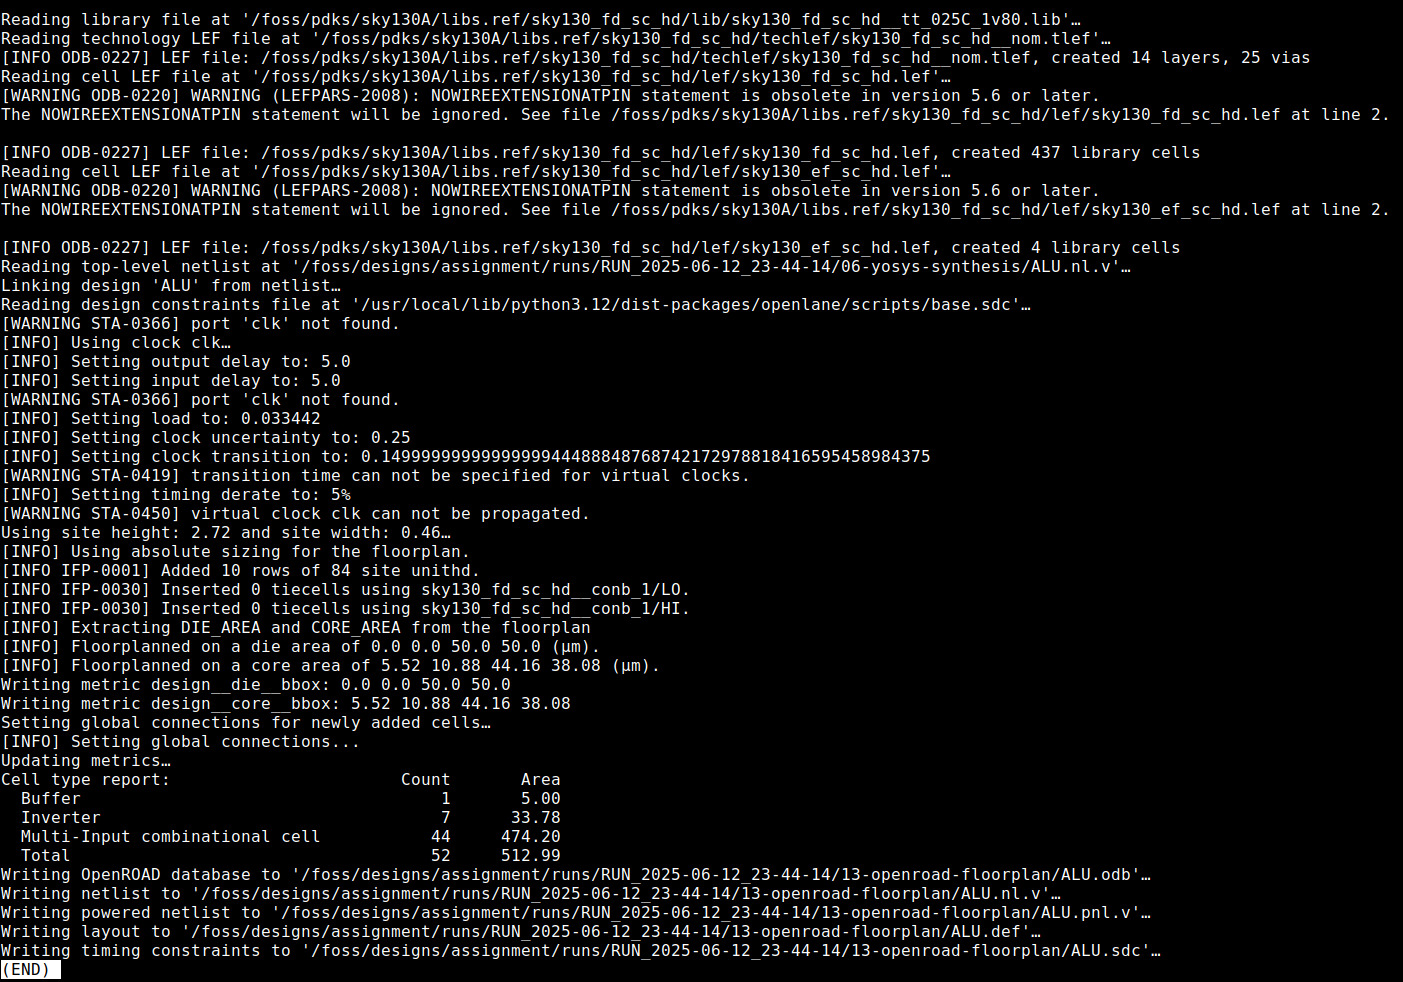 Reading library file at '/foss/pdks/sky130A/libs.ref/sky130_fd_sc_hd/lib/sky130_fd_sc_hd__tt_025C_1v80.lib'…
Reading technology LEF file at '/foss/pdks/sky130A/libs.ref/sky130_fd_sc_hd/techlef/sky130_fd_sc_hd__nom.tlef'…
[INFO ODB-0227] LEF file: /foss/pdks/sky130A/libs.ref/sky130_fd_sc_hd/techlef/sky130_fd_sc_hd__nom.tlef, created 14 layers, 25 vias
Reading cell LEF file at '/foss/pdks/sky130A/libs.ref/sky130_fd_sc_hd/lef/sky130_fd_sc_hd.lef'…
[WARNING ODB-0220] WARNING (LEFPARS-2008): NOWIREEXTENSIONATPIN statement is obsolete in version 5.6 or later.
The NOWIREEXTENSIONATPIN statement will be ignored. See file /foss/pdks/sky130A/libs.ref/sky130_fd_sc_hd/lef/sky130_fd_sc_hd.lef at line 2.

[INFO ODB-0227] LEF file: /foss/pdks/sky130A/libs.ref/sky130_fd_sc_hd/lef/sky130_fd_sc_hd.lef, created 437 library cells
Reading cell LEF file at '/foss/pdks/sky130A/libs.ref/sky130_fd_sc_hd/lef/sky130_ef_sc_hd.lef'…
[WARNING ODB-0220] WARNING (LEFPARS-2008): NOWIREEXTENSIONATPIN statement is obsolete in version 5.6 or later.
The NOWIREEXTENSIONATPIN statement will be ignored. See file /foss/pdks/sky130A/libs.ref/sky130_fd_sc_hd/lef/sky130_ef_sc_hd.lef at line 2.

[INFO ODB-0227] LEF file: /foss/pdks/sky130A/libs.ref/sky130_fd_sc_hd/lef/sky130_ef_sc_hd.lef, created 4 library cells
Reading top-level netlist at '/foss/designs/assignment/runs/RUN_2025-06-12_23-44-14/06-yosys-synthesis/ALU.nl.v'…
Linking design 'ALU' from netlist…
Reading design constraints file at '/usr/local/lib/python3.12/dist-packages/openlane/scripts/base.sdc'…
[WARNING STA-0366] port 'clk' not found.
[INFO] Using clock clk…
[INFO] Setting output delay to: 5.0
[INFO] Setting input delay to: 5.0
[WARNING STA-0366] port 'clk' not found.
[INFO] Setting load to: 0.033442
[INFO] Setting clock uncertainty to: 0.25
[INFO] Setting clock transition to: 0.1499999999999999944488848768742172978818416595458984375
[WARNING STA-0419] transition time can not be specified for virtual clocks.
[INFO] Setting timing derate to: 5%
[WARNING STA-0450] virtual clock clk can not be propagated.
Using site height: 2.72 and site width: 0.46…
[INFO] Using absolute sizing for the floorplan.
[INFO IFP-0001] Added 10 rows of 84 site unithd.
[INFO IFP-0030] Inserted 0 tiecells using sky130_fd_sc_hd__conb_1/LO.
[INFO IFP-0030] Inserted 0 tiecells using sky130_fd_sc_hd__conb_1/HI.
[INFO] Extracting DIE_AREA and CORE_AREA from the floorplan
[INFO] Floorplanned on a die area of 0.0 0.0 50.0 50.0 (µm).
[INFO] Floorplanned on a core area of 5.52 10.88 44.16 38.08 (µm).
Writing metric design__die__bbox: 0.0 0.0 50.0 50.0
Writing metric design__core__bbox: 5.52 10.88 44.16 38.08
Setting global connections for newly added cells…
[INFO] Setting global connections...
Updating metrics…
Cell type report:                       Count       Area
  Buffer                                    1       5.00
  Inverter                                  7      33.78
  Multi-Input combinational cell           44     474.20
  Total                                    52     512.99
Writing OpenROAD database to '/foss/designs/assignment/runs/RUN_2025-06-12_23-44-14/13-openroad-floorplan/ALU.odb'…
Writing netlist to '/foss/designs/assignment/runs/RUN_2025-06-12_23-44-14/13-openroad-floorplan/ALU.nl.v'…
Writing powered netlist to '/foss/designs/assignment/runs/RUN_2025-06-12_23-44-14/13-openroad-floorplan/ALU.pnl.v'…
Writing layout to '/foss/designs/assignment/runs/RUN_2025-06-12_23-44-14/13-openroad-floorplan/ALU.def'…
Writing timing constraints to '/foss/designs/assignment/runs/RUN_2025-06-12_23-44-14/13-openroad-floorplan/ALU.sdc'…
(END)